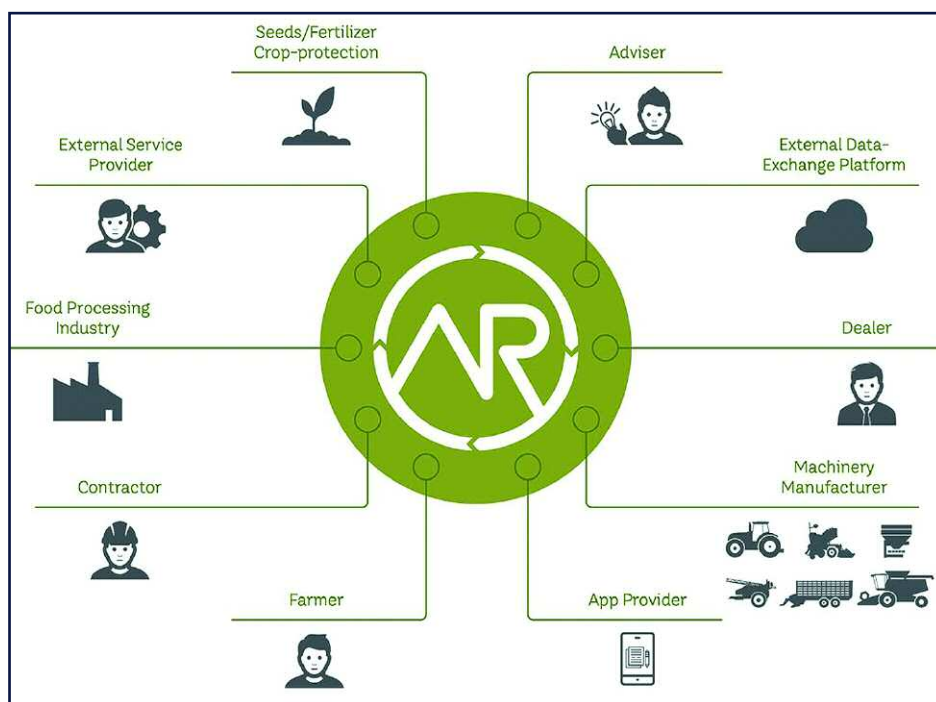 Seeds/Fertilizer
Crop-protection
Adviser
External Service
Provider
External Data-
Exchange Platform
Food Processing
Industry
AR
Dealer
Contractor
Machinery
Manufacturer
Farmer
App Provider